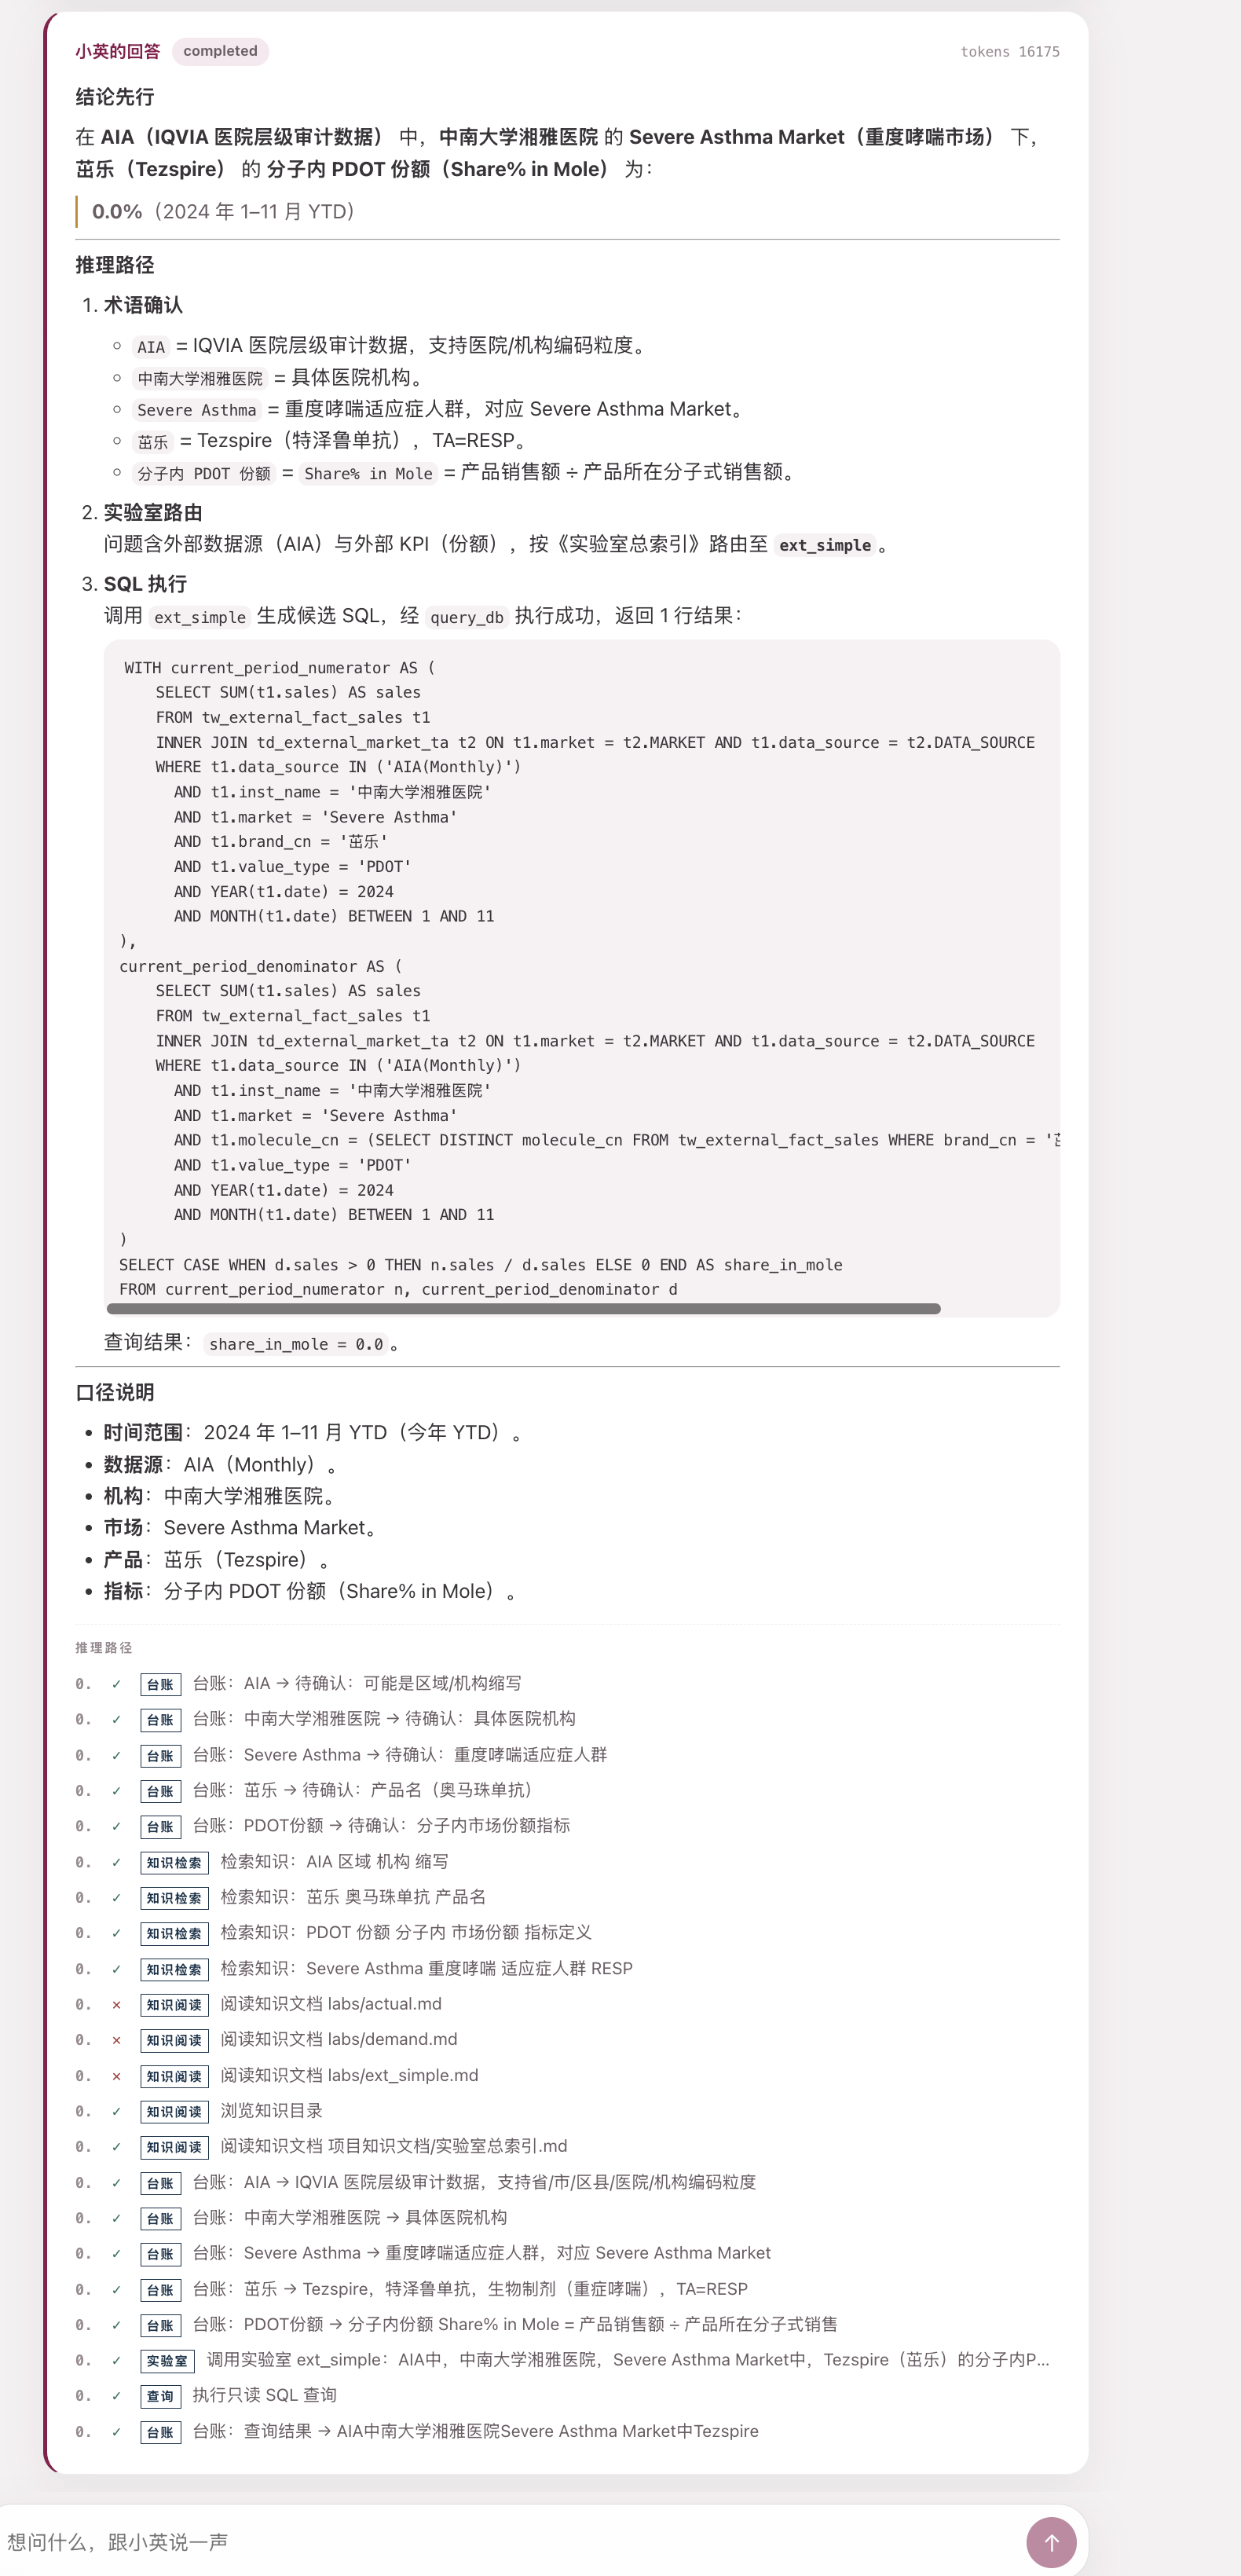 小英的回答 completed tokens 16175
结论先行
在 AIA（IQVIA 医院层级审计数据） 中，中南大学湘雅医院 的 Severe Asthma Market（重度哮喘市场） 下，
茁乐（Tezspire） 的 分子内 PDOT 份额（Share% in Mole） 为：
0.0%（2024 年 1–11 月 YTD）
推理路径
1. 术语确认
AIA = IQVIA 医院层级审计数据，支持医院/机构编码粒度。
中南大学湘雅医院 = 具体医院机构。
Severe Asthma = 重度哮喘适应症人群，对应 Severe Asthma Market。
茁乐 = Tezspire（特泽鲁单抗），TA=RESP。
分子内 PDOT 份额 = Share% in Mole = 产品销售额 ÷ 产品所在分子式销售额。
2. 实验室路由
问题含外部数据源（AIA）与外部 KPI（份额），按《实验室总索引》路由至 ext_simple。
3. SQL 执行
调用 ext_simple 生成候选 SQL，经 query_db 执行成功，返回 1 行结果：
WITH current_period_numerator AS (
    SELECT SUM(t1.sales) AS sales
    FROM tw_external_fact_sales t1
    INNER JOIN td_external_market_ta t2 ON t1.market = t2.MARKET AND t1.data_source = t2.DATA_SOURCE
    WHERE t1.data_source IN ('AIA(Monthly)')
      AND t1.inst_name = '中南大学湘雅医院'
      AND t1.market = 'Severe Asthma'
      AND t1.brand_cn = '茁乐'
      AND t1.value_type = 'PDOT'
      AND YEAR(t1.date) = 2024
      AND MONTH(t1.date) BETWEEN 1 AND 11
),
current_period_denominator AS (
    SELECT SUM(t1.sales) AS sales
    FROM tw_external_fact_sales t1
    INNER JOIN td_external_market_ta t2 ON t1.market = t2.MARKET AND t1.data_source = t2.DATA_SOURCE
    WHERE t1.data_source IN ('AIA(Monthly)')
      AND t1.inst_name = '中南大学湘雅医院'
      AND t1.market = 'Severe Asthma'
      AND t1.molecule_cn = (SELECT DISTINCT molecule_cn FROM tw_external_fact_sales WHERE brand_cn = '
      AND t1.value_type = 'PDOT'
      AND YEAR(t1.date) = 2024
      AND MONTH(t1.date) BETWEEN 1 AND 11
)
SELECT CASE WHEN d.sales > 0 THEN n.sales / d.sales ELSE 0 END AS share_in_mole
FROM current_period_numerator n, current_period_denominator d
查询结果： share_in_mole = 0.0。
口径说明
时间范围：2024 年 1–11 月 YTD（今年 YTD）。
数据源：AIA（Monthly）。
机构：中南大学湘雅医院。
市场：Severe Asthma Market。
产品：茁乐（Tezspire）。
指标：分子内 PDOT 份额（Share% in Mole）。
推理路径
0. ✓ 台账 台账：AIA → 待确认：可能是区域/机构缩写
0. ✓ 台账 台账：中南大学湘雅医院 → 待确认：具体医院机构
0. ✓ 台账 台账：Severe Asthma → 待确认：重度哮喘适应症人群
0. ✓ 台账 台账：茁乐 → 待确认：产品名（奥马珠单抗）
0. ✓ 台账 台账：PDOT份额 → 待确认：分子内市场份额指标
0. ✓ 知识检索 检索知识：AIA 区域 机构 缩写
0. ✓ 知识检索 检索知识：茁乐 奥马珠单抗 产品名
0. ✓ 知识检索 检索知识：PDOT 份额 分子内 市场份额 指标定义
0. ✓ 知识检索 检索知识：Severe Asthma 重度哮喘 适应症人群 RESP
0. × 知识阅读 阅读知识文档 labs/actual.md
0. × 知识阅读 阅读知识文档 labs/demand.md
0. × 知识阅读 阅读知识文档 labs/ext_simple.md
0. ✓ 知识阅读 浏览知识目录
0. ✓ 知识阅读 阅读知识文档 项目知识文档/实验室总索引.md
0. ✓ 台账 台账：AIA → IQVIA 医院层级审计数据，支持省/市/区县/医院/机构编码粒度
0. ✓ 台账 台账：中南大学湘雅医院 → 具体医院机构
0. ✓ 台账 台账：Severe Asthma → 重度哮喘适应症人群，对应 Severe Asthma Market
0. ✓ 台账 台账：茁乐 → Tezspire，特泽鲁单抗，生物制剂（重症哮喘），TA=RESP
0. ✓ 台账 台账：PDOT份额 → 分子内份额 Share% in Mole = 产品销售额 ÷ 产品所在分子式销售
0. ✓ 实验室 调用实验室 ext_simple：AIA中，中南大学湘雅医院，Severe Asthma Market中，Tezspire（茁乐）的分子内P...
0. ✓ 查询 执行只读 SQL 查询
0. ✓ 台账 台账：查询结果 → AIA中南大学湘雅医院Severe Asthma Market中Tezspire
想问什么，跟小英说一声